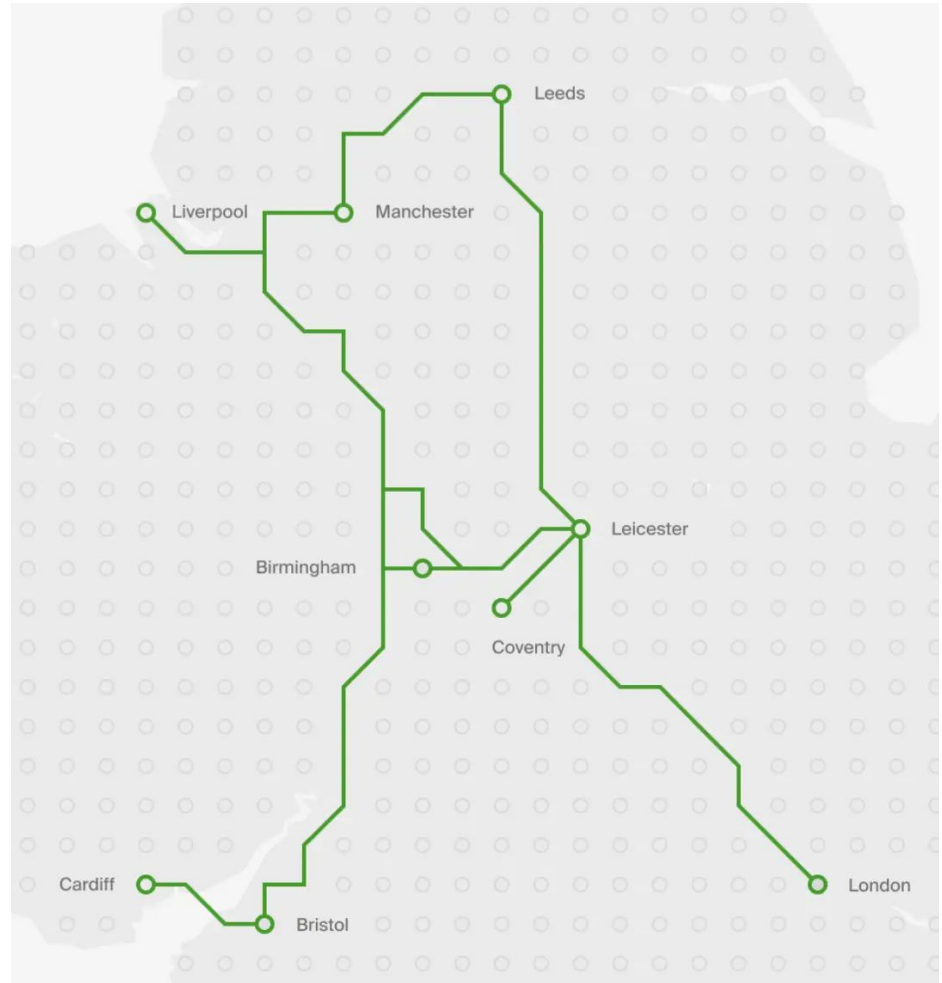 Leeds
Liverpool
Manchester
Leicester
Birmingham
Coventry
Cardiff
London
Bristol